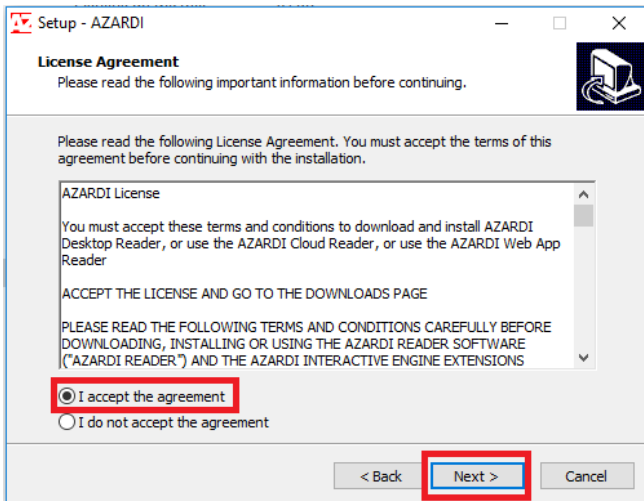 Setup - AZARDI
License Agreement
Please read the following important information before continuing.
Please read the following License Agreement. You must accept the terms of this
agreement before continuing with the installation.
AZARDI License
You must accept these terms and conditions to download and install AZARDI
Desktop Reader, or use the AZARDI Cloud Reader, or use the AZARDI Web App
Reader
ACCEPT THE LICENSE AND GO TO THE DOWNLOADS PAGE
PLEASE READ THE FOLLOWING TERMS AND CONDITIONS CAREFULLY BEFORE
DOWNLOADING, INSTALLING OR USING THE AZARDI READER SOFTWARE
("AZARDI READER") AND THE AZARDI INTERACTIVE ENGINE EXTENSIONS
I accept the agreement
I do not accept the agreement
< Back Next > Cancel